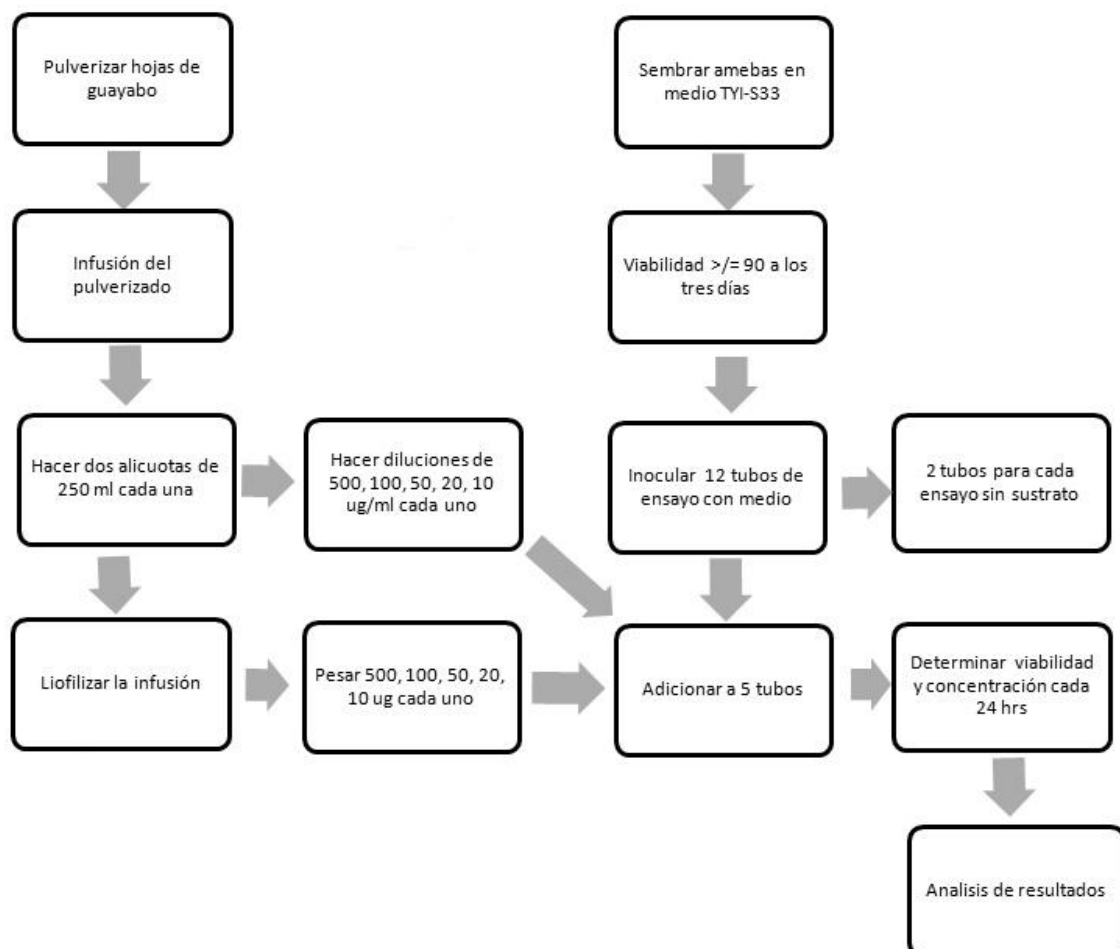 Pulverizar hojas de
guayabo
Infusión del
pulverizado
Hacer dos alicuotas de
250 ml cada una
Liofilizar la infusión
Hacer diluciones de
500, 100, 50, 20, 10
ug/ml cada uno
Pesar 500, 100, 50, 20,
10 ug cada uno
Sembrar amebas en
medio TYI-S33
Viabilidad >/= 90 a los
tres días
Inocular 12 tubos de
ensayo con medio
2 tubos para cada
ensayo sin sustrato
Adicionar a 5 tubos
Determinar viabilidad
y concentración cada
24 hrs
Analisis de resultados